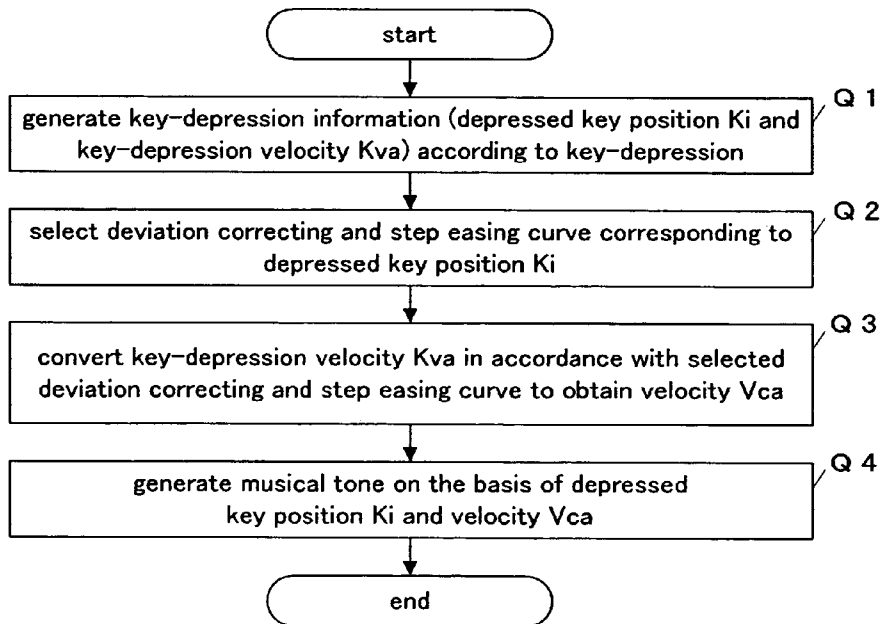 start
Q 1
generate key-depression information (depressed key position Ki and
key-depression velocity Kva) according to key-depression
Q 2
select deviation correcting and step easing curve corresponding to
depressed key position Ki
Q 3
convert key-depression velocity Kva in accordance with selected
deviation correcting and step easing curve to obtain velocity Vca
Q 4
generate musical tone on the basis of depressed
key position Ki and velocity Vca
end